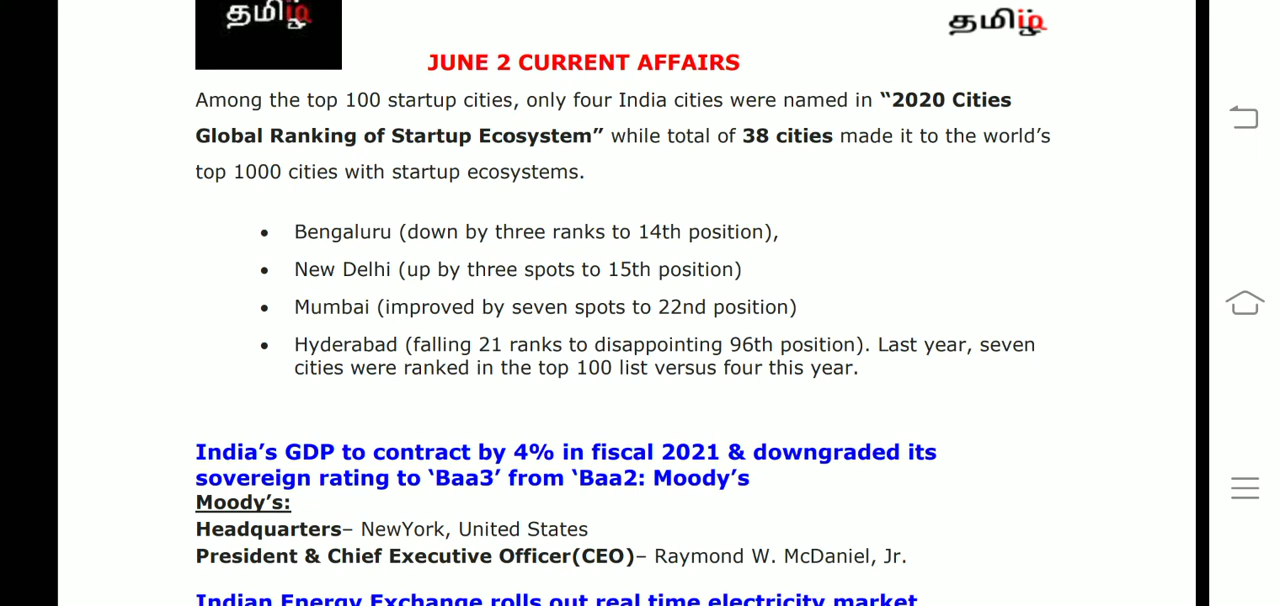 தமிழ்
தமிழ்
JUNE 2 CURRENT AFFAIRS
Among the top 100 startup cities, only four India cities were named in “2020 Cities
Global Ranking of Startup Ecosystem” while total of 38 cities made it to the world’s
top 1000 cities with startup ecosystems.
• Bengaluru (down by three ranks to 14th position),
• New Delhi (up by three spots to 15th position)
• Mumbai (improved by seven spots to 22nd position)
• Hyderabad (falling 21 ranks to disappointing 96th position). Last year, seven
cities were ranked in the top 100 list versus four this year.
India’s GDP to contract by 4% in fiscal 2021 & downgraded its
sovereign rating to ‘Baa3’ from ‘Baa2: Moody’s
Moody’s:
Headquarters– NewYork, United States
President & Chief Executive Officer(CEO)– Raymond W. McDaniel, Jr.
Indian Energy Exchange rolls out real time electricity market